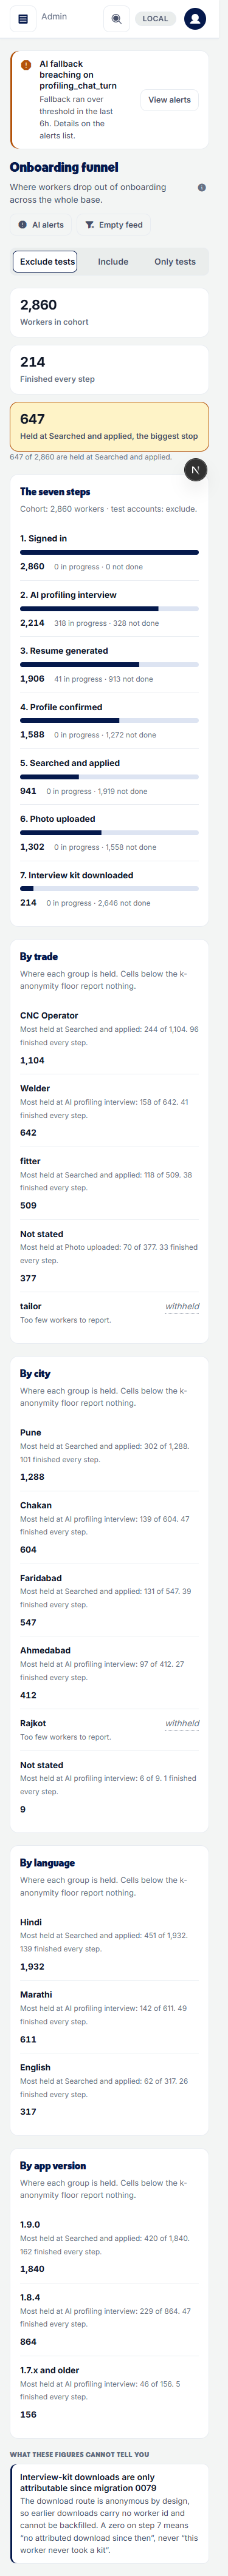 Admin
LOCAL
AI fallback
breaching on
profiling_chat_turn
Fallback ran over
threshold in the last
6h. Details on the
alerts list.
View alerts
Onboarding funnel
Where workers drop out of onboarding
across the whole base.
AI alerts
Empty feed
Exclude tests
Include
Only tests
2,860
Workers in cohort
214
Finished every step
647
Held at Searched and applied, the biggest stop
647 of 2,860 are held at Searched and applied.
N
The seven steps
Cohort: 2,860 workers · test accounts: exclude.
1. Signed in
2,860 0 in progress · 0 not done
2. AI profiling interview
2,214 318 in progress · 328 not done
3. Resume generated
1,906 41 in progress · 913 not done
4. Profile confirmed
1,588 0 in progress · 1,272 not done
5. Searched and applied
941 0 in progress · 1,919 not done
6. Photo uploaded
1,302 0 in progress · 1,558 not done
7. Interview kit downloaded
214 0 in progress · 2,646 not done
By trade
Where each group is held. Cells below the k-
anonymity floor report nothing.
CNC Operator
Most held at Searched and applied: 244 of 1,104. 96
finished every step.
1,104
Welder
Most held at AI profiling interview: 158 of 642. 41
finished every step.
642
fitter
Most held at Searched and applied: 118 of 509. 38
finished every step.
509
Not stated
Most held at Photo uploaded: 70 of 377. 33 finished
every step.
377
tailor
withheld
Too few workers to report.
By city
Where each group is held. Cells below the k-
anonymity floor report nothing.
Pune
Most held at Searched and applied: 302 of 1,288.
101 finished every step.
1,288
Chakan
Most held at AI profiling interview: 139 of 604. 47
finished every step.
604
Faridabad
Most held at Searched and applied: 131 of 547. 39
finished every step.
547
Ahmedabad
Most held at AI profiling interview: 97 of 412. 27
finished every step.
412
Rajkot
withheld
Too few workers to report.
Not stated
Most held at AI profiling interview: 6 of 9. 1 finished
every step.
9
By language
Where each group is held. Cells below the k-
anonymity floor report nothing.
Hindi
Most held at Searched and applied: 451 of 1,932.
139 finished every step.
1,932
Marathi
Most held at AI profiling interview: 142 of 611. 49
finished every step.
611
English
Most held at Searched and applied: 62 of 317. 26
finished every step.
317
By app version
Where each group is held. Cells below the k-
anonymity floor report nothing.
1.9.0
Most held at Searched and applied: 420 of 1,840.
162 finished every step.
1,840
1.8.4
Most held at AI profiling interview: 229 of 864. 47
finished every step.
864
1.7.x and older
Most held at AI profiling interview: 46 of 156. 5
finished every step.
156
WHAT THESE FIGURES CANNOT TELL YOU
Interview-kit downloads are only
attributable since migration 0079
The download route is anonymous by design,
so earlier downloads carry no worker id and
cannot be backfilled. A zero on step 7 means
“no attributed download since then”, never “this
worker never took a kit”.